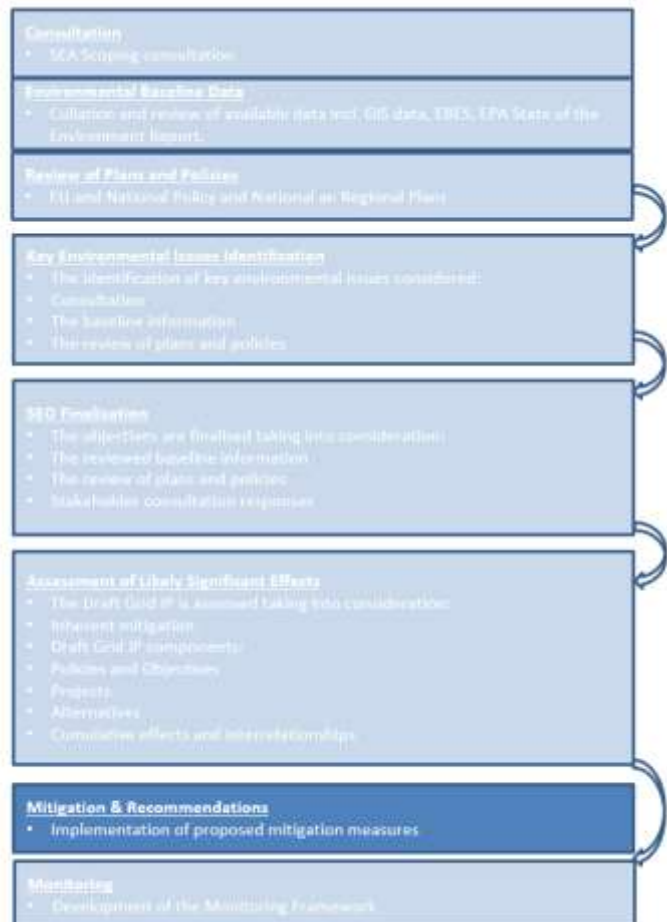 Consultation
• SEA Scoping consultation
Environmental Baseline Data
• Collation and review of available data incl. GIS data, EBES, EPA State of the
Environment Report.
Review of Plans and Policies
• EU and National Policy and National an Regional Plans
Key Environmental Issues Identification
• The identification of key environmental issues considered:
• Consultation
• The baseline information
• The review of plans and policies
SEO Finalisation
• The objectives are finalised taking into consideration:
• The reviewed baseline information
• The review of plans and policies
• Stakeholder consultation responses
Assessment of Likely Significant Effects
• The Draft Grid IP is assessed taking into consideration:
• Inherent mitigation
• Draft Grid IP components:
• Policies and Objectives
• Projects
• Alternatives
• Cumulative effects and interrelationships
Mitigation & Recommendations
• Implementation of proposed mitigation measures
Monitoring
• Development of the Monitoring Framework